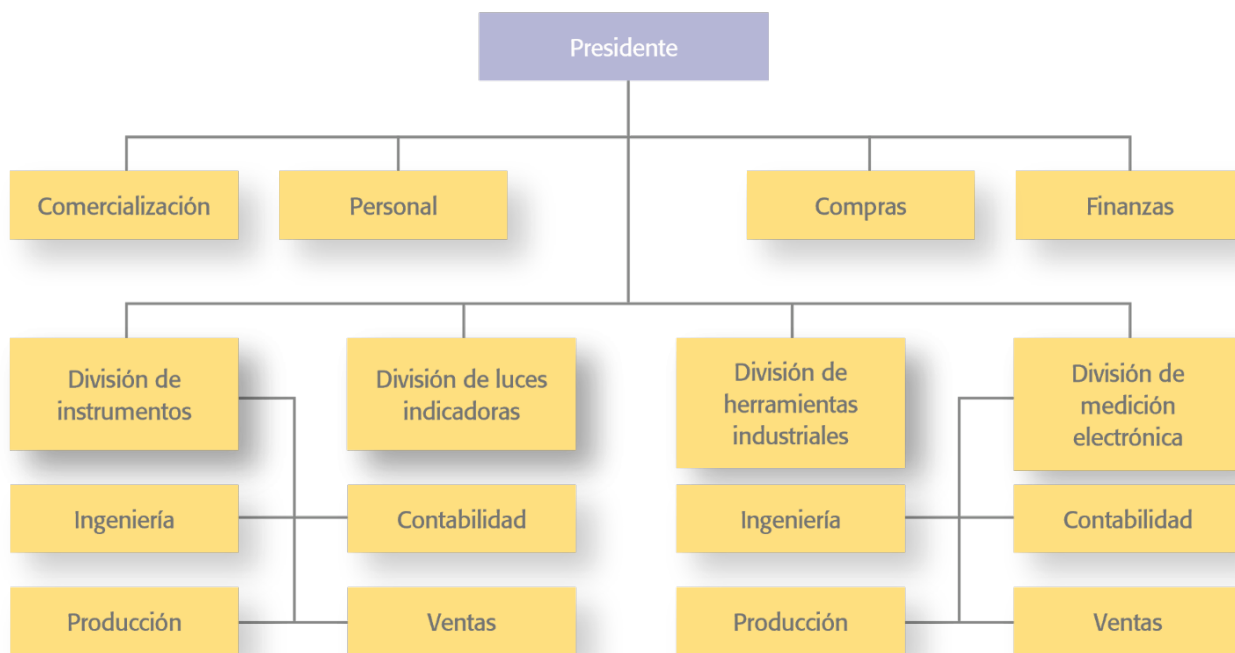 Presidente
Comercialización
Personal
Compras
Finanzas
División de
instrumentos
División de luces
indicadoras
División de
herramientas
industriales
División de
medición
electrónica
Ingeniería
Contabilidad
Ingeniería
Contabilidad
Producción
Ventas
Producción
Ventas